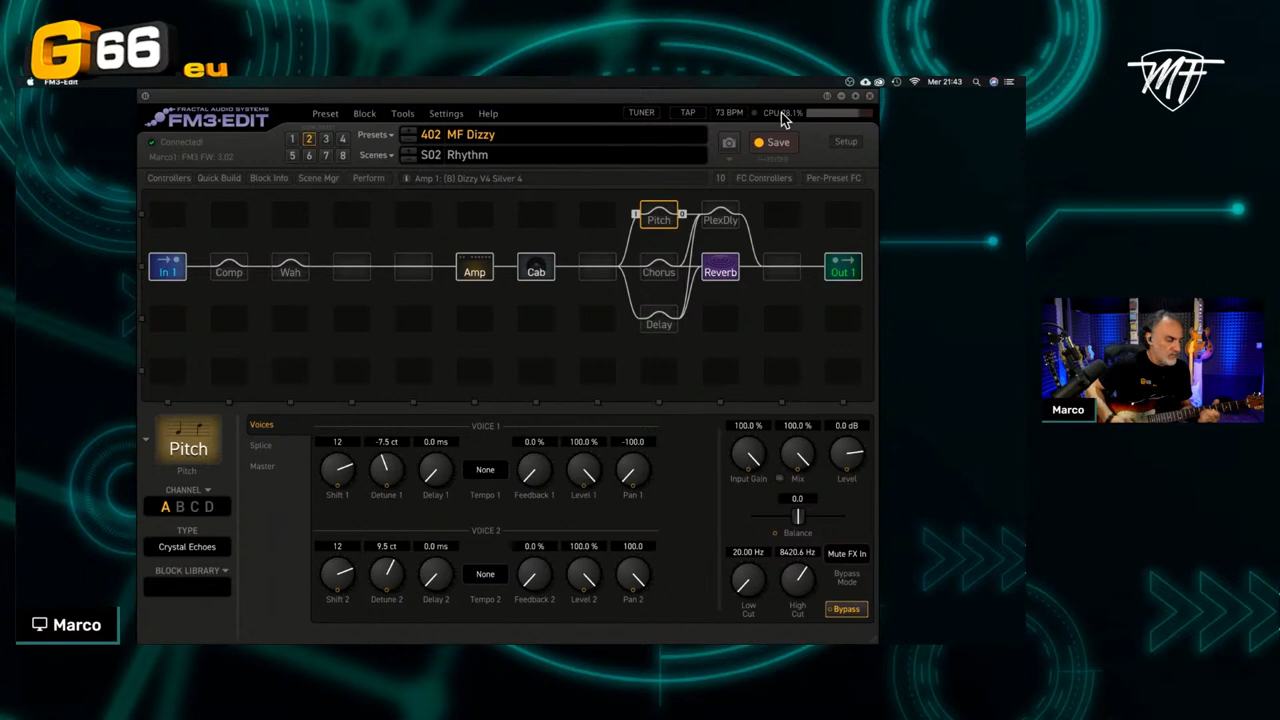 G 66
.eu
MF
FM3-Edit
Mer 21:43
FRACTAL AUDIO SYSTEMS
FM3-EDIT
Preset Block Tools Settings Help
TUNER TAP 73 BPM CPU
Connected!
Marco1: FM3 FW: 3.02
1 2 3 4
5 6 7 8
Presets 402 MF Dizzy
Scenes S02 Rhythm
Save
Setup
Controllers Quick Build Block Info Scene Mgr Perform
Amp 1: (B) Dizzy V4 Silver 4
10 FC Controllers Per-Preset FC
Pitch PlexDly
In 1 Comp Wah Amp Cab Chorus Reverb Out 1
Delay
Pitch
Pitch
CHANNEL
A B C D
TYPE
Crystal Echoes
BLOCK LIBRARY
Voices
Splice
Master
VOICE 1
12 -7.5 ct 0.0 ms None 0.0 % 100.0 % -100.0
Shift 1 Detune 1 Delay 1 Tempo 1 Feedback 1 Level 1 Pan 1
VOICE 2
12 9.5 ct 0.0 ms None 0.0 % 100.0 % 100.0
Shift 2 Detune 2 Delay 2 Tempo 2 Feedback 2 Level 2 Pan 2
100.0 % 100.0 % 0.0 dB
Input Gain Mix Level
0.0
Balance
20.00 Hz 8420.6 Hz Mute FX In
Low Cut High Cut Bypass Mode
Bypass
Marco
Marco